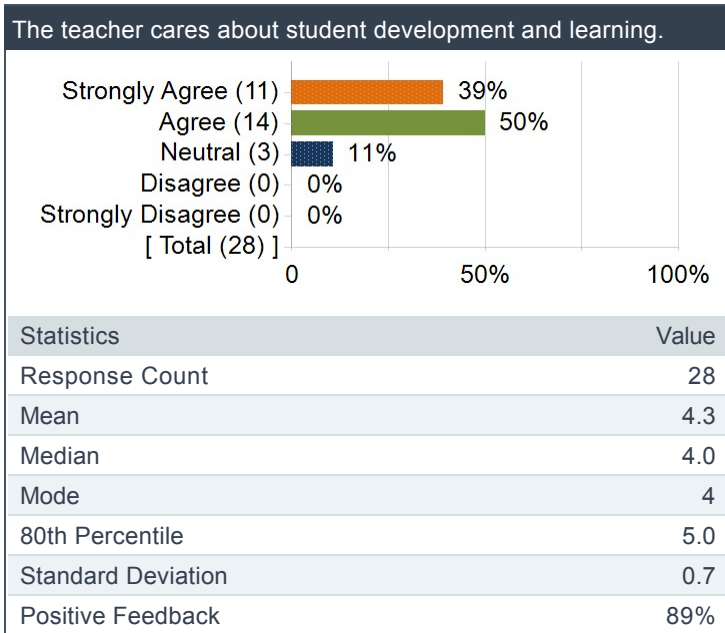 The teacher cares about student development and learning.
Strongly Agree (11) 39%
Agree (14) 50%
Neutral (3) 11%
Disagree (0) 0%
Strongly Disagree (0) 0%
[ Total (28) ]
0 50% 100%
Statistics Value
Response Count 28
Mean 4.3
Median 4.0
Mode 4
80th Percentile 5.0
Standard Deviation 0.7
Positive Feedback 89%